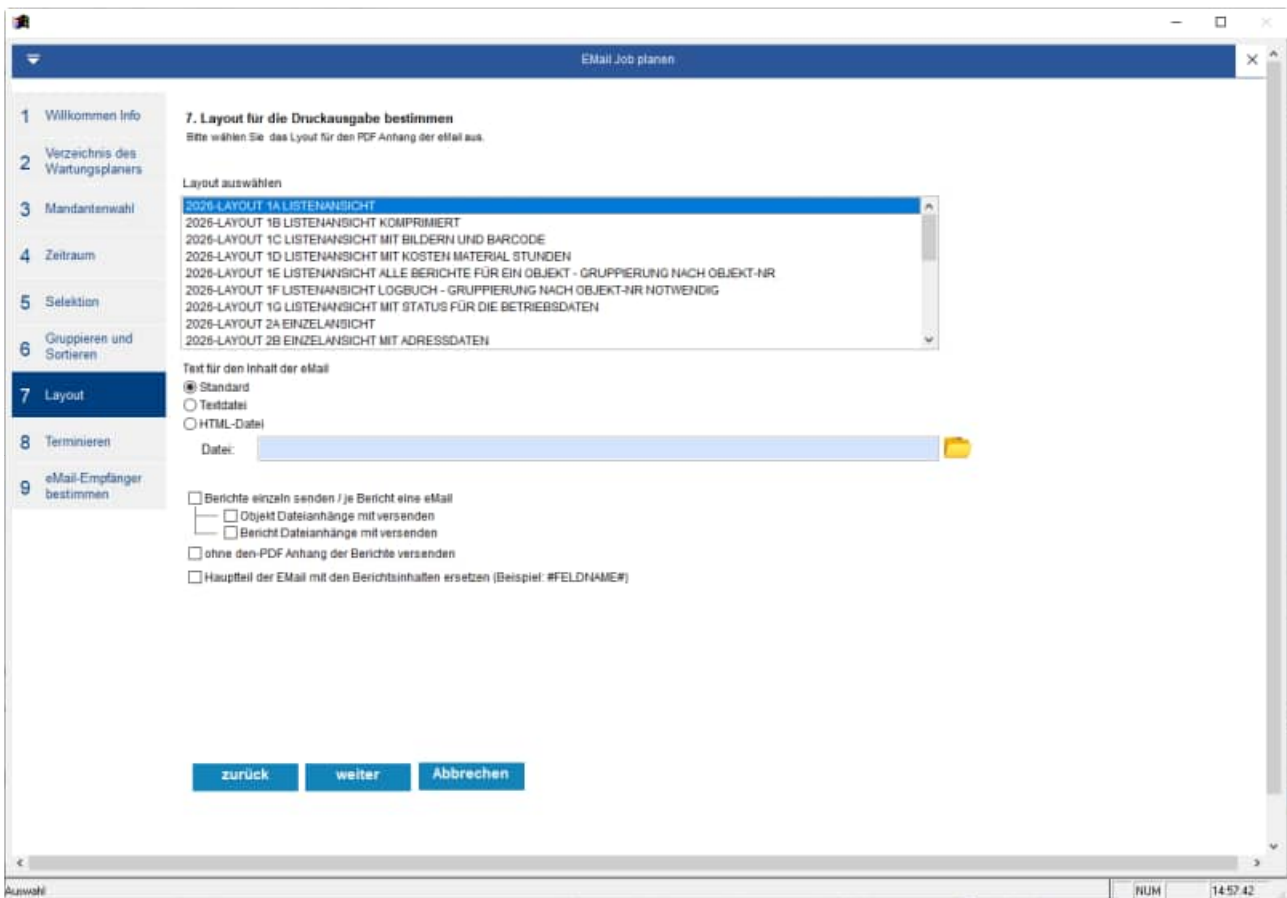 EMail Job planen
1 Willkommen Info
2 Verzeichnis des
Wartungsplaners
3 Mandantenwahl
4 Zeitraum
5 Selektion
6 Gruppieren und
Sortieren
7 Layout
8 Terminieren
9 eMail-Empfänger
bestimmen
7. Layout für die Druckausgabe bestimmen
Bitte wählen Sie das Lyout für den PDF Anhang der eMail aus.
Layout auswählen
2026-LAYOUT 1A LISTENANSICHT
2026-LAYOUT 1B LISTENANSICHT KOMPRIMIERT
2026-LAYOUT 1C LISTENANSICHT MIT BILDERN UND BARCODE
2026-LAYOUT 1D LISTENANSICHT MIT KOSTEN MATERIAL STUNDEN
2026-LAYOUT 1E LISTENANSICHT ALLE BERICHTE FÜR EIN OBJEKT - GRUPPIERUNG NACH OBJEKT-NR
2026-LAYOUT 1F LISTENANSICHT LOGBUCH - GRUPPIERUNG NACH OBJEKT-NR NOTWENDIG
2026-LAYOUT 1G LISTENANSICHT MIT STATUS FÜR DIE BETRIEBSDATEN
2026-LAYOUT 2A EINZELANSICHT
2026-LAYOUT 2B EINZELANSICHT MIT ADRESSDATEN
Text für den Inhalt der eMail
Standard
Textdatei
HTML-Datei
Datei:
Berichte einzeln senden / je Bericht eine eMail
Objekt Dateianhänge mit versenden
Bericht Dateianhänge mit versenden
ohne den-PDF Anhang der Berichte versenden
Hauptteil der EMail mit den Berichtsinhalten ersetzen (Beispiel: #FELDNAME#)
zurück weiter Abbrechen
Auswahl NUM 14:57:42